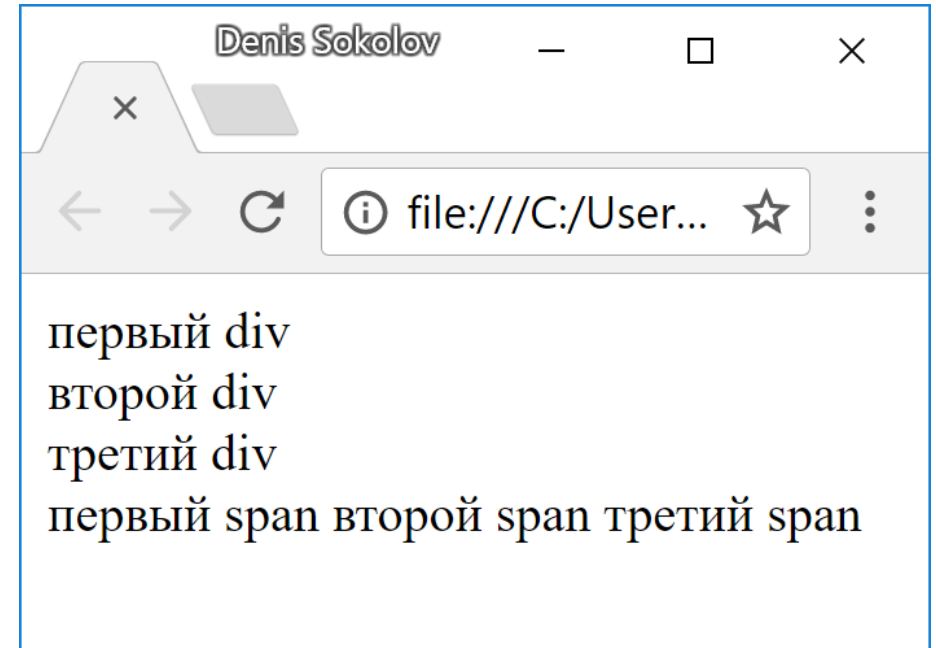 Denis Sokolov
file:///C:/User...
первый div
второй div
третий div
первый span второй span третий span